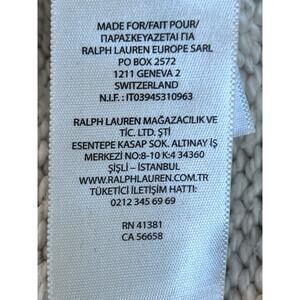 MADE FOR/FAIT POUR/
ΠΑΡΑΣΚΕΥΑΖΕΤΑΙ ΓΙΑ
RALPH LAUREN EUROPE SARL
PO BOX 2572
1211 GENEVA 2
SWITZERLAND
N.I.F. : IT03945310963
RALPH LAUREN MAĞAZACILIK VE
TİC. LTD. ŞTİ
ESENTEPE KASAP SOK. ALTINAY İŞ
MERKEZİ NO:8-10 K:4 34360
ŞİŞLİ – İSTANBUL
WWW.RALPHLAUREN.COM.TR
TÜKETİCİ İLETİŞİM HATTI:
0212 345 69 69
RN 41381
CA 56658